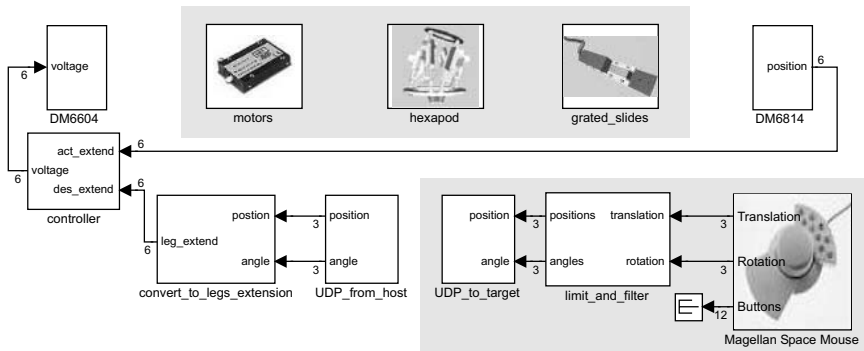 voltage
6
DM6604
motors
hexapod
grated_slides
position
6
DM6814
act_extend
6
voltage
6
des_extend
6
controller
6
leg_extend
postion
angle
convert_to_legs_extension
3
3
position
angle
UDP_from_host
position
angle
UDP_to_target
3
3
positions
angles
translation
rotation
limit_and_filter
3
3
12
Translation
Rotation
Buttons
Magellan Space Mouse